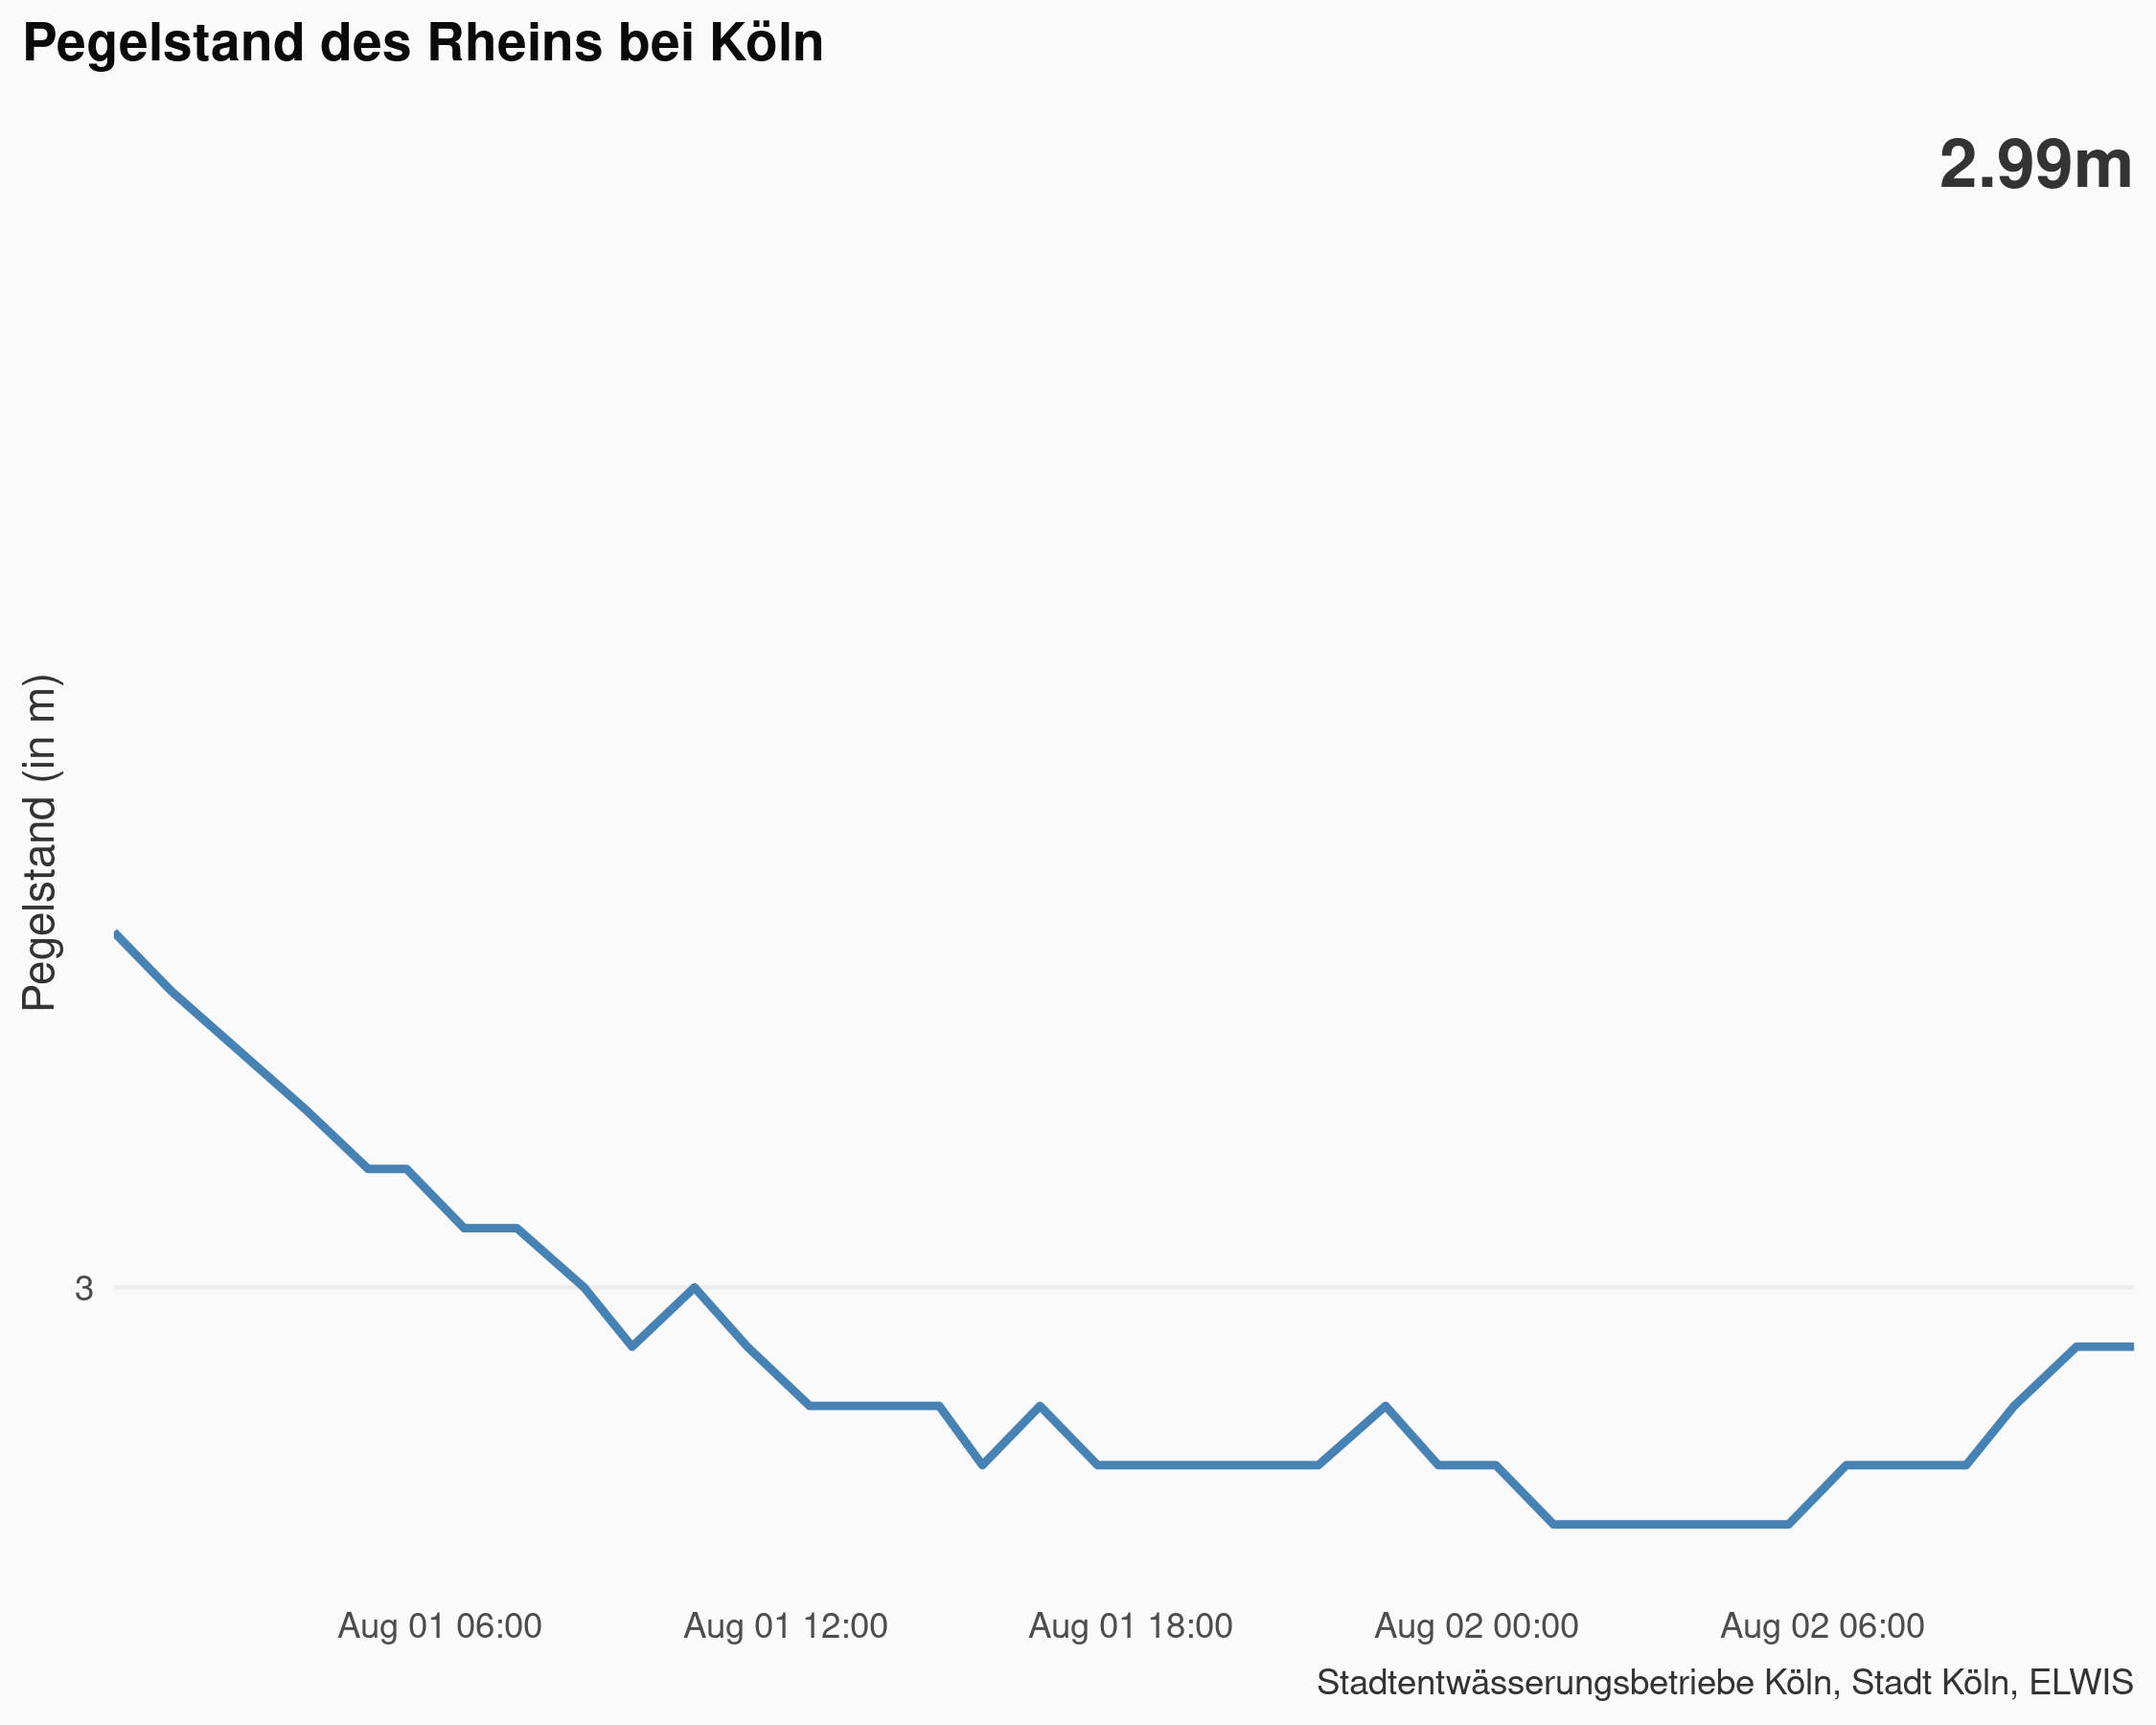 Pegelstand des Rheins bei Köln
2.99m
Pegelstand (in m)
3
Aug 01 06:00
Aug 01 12:00
Aug 01 18:00
Aug 02 00:00
Aug 02 06:00
Stadtentwässerungsbetriebe Köln, Stadt Köln, ELWIS